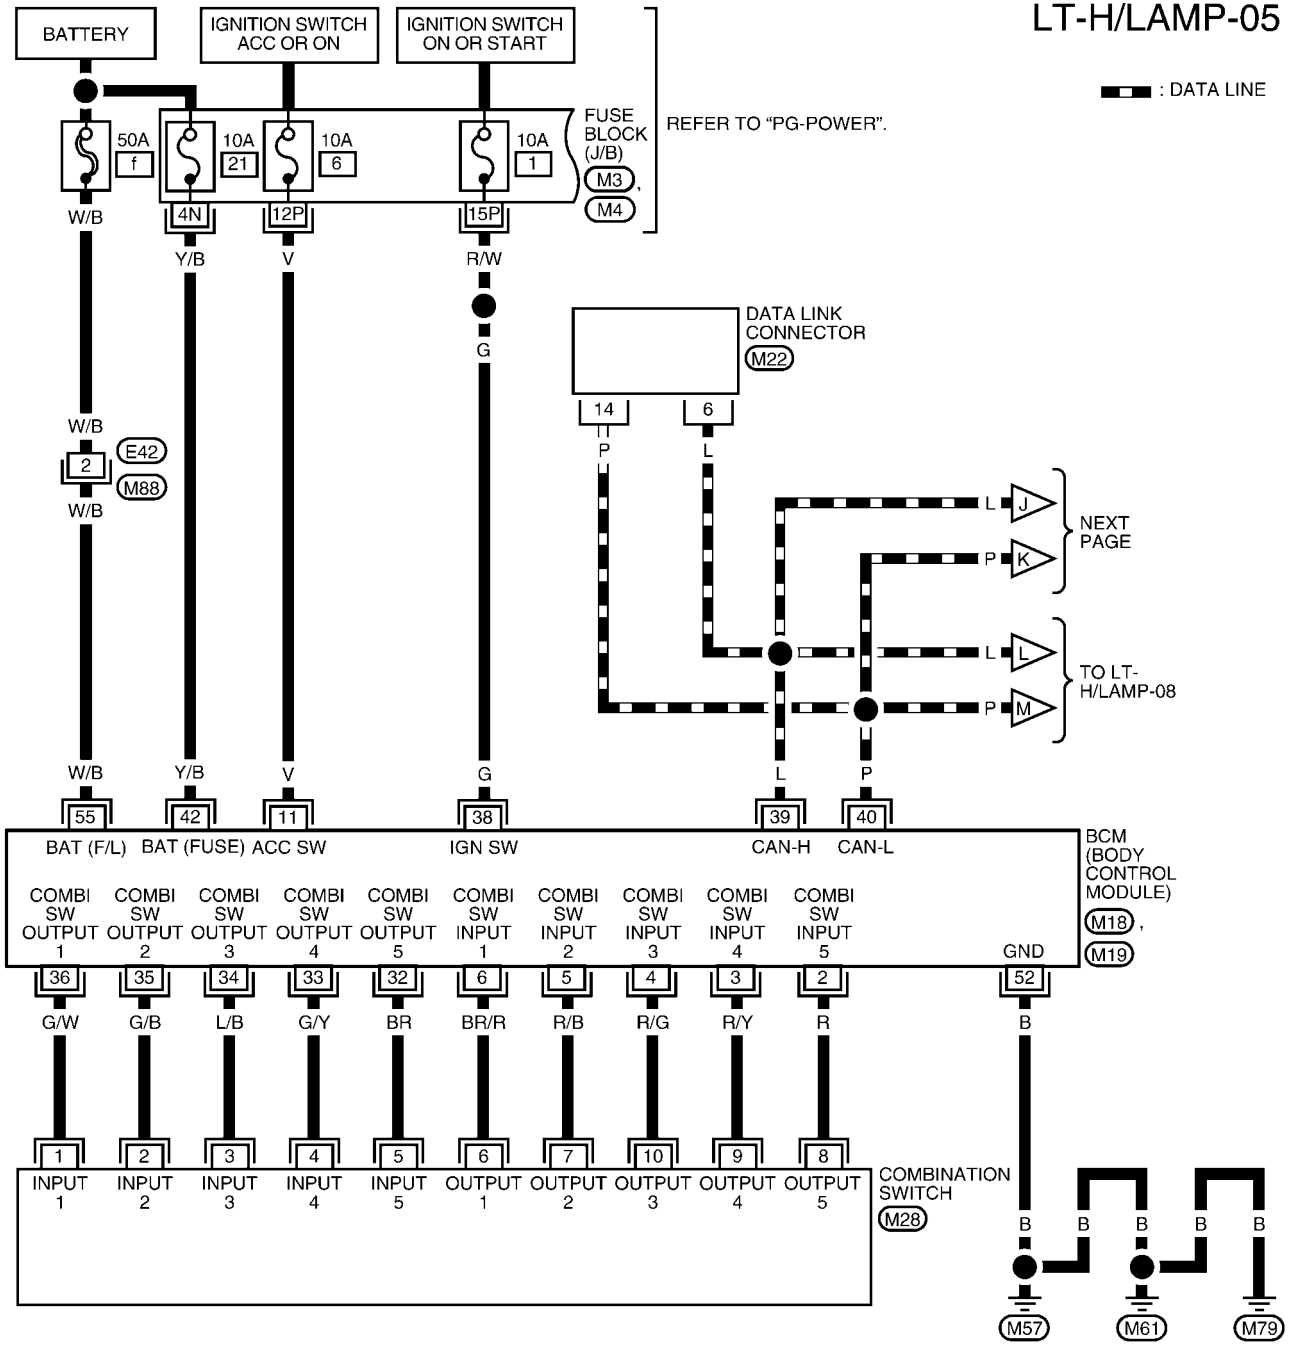 LT-H/LAMP-05
BATTERY
IGNITION SWITCH
ACC OR ON
IGNITION SWITCH
ON OR START
: DATA LINE
50A
f
10A
21
10A
6
10A
1
FUSE
BLOCK
(J/B)
M3 ,
M4
REFER TO “PG-POWER”.
4N
12P
15P
W/B
Y/B
V
R/W
G
DATA LINK
CONNECTOR
M22
14
6
P
L
W/B
2
E42
M88
W/B
L
J
P
K
NEXT
PAGE
L
L
P
M
TO LT-
H/LAMP-08
W/B
Y/B
V
G
L
P
55
42
11
38
39
40
BAT (F/L)
BAT (FUSE)
ACC SW
IGN SW
CAN-H
CAN-L
BCM
(BODY
CONTROL
MODULE)
M18 ,
M19
COMBI
SW
OUTPUT
1
COMBI
SW
OUTPUT
2
COMBI
SW
OUTPUT
3
COMBI
SW
OUTPUT
4
COMBI
SW
OUTPUT
5
COMBI
SW
INPUT
1
COMBI
SW
INPUT
2
COMBI
SW
INPUT
3
COMBI
SW
INPUT
4
COMBI
SW
INPUT
5
GND
36
35
34
33
32
6
5
4
3
2
52
G/W
G/B
L/B
G/Y
BR
BR/R
R/B
R/G
R/Y
R
B
1
2
3
4
5
6
7
10
9
8
INPUT
1
INPUT
2
INPUT
3
INPUT
4
INPUT
5
OUTPUT
1
OUTPUT
2
OUTPUT
3
OUTPUT
4
OUTPUT
5
COMBINATION
SWITCH
M28
B
B
B
B
B
M57
M61
M79